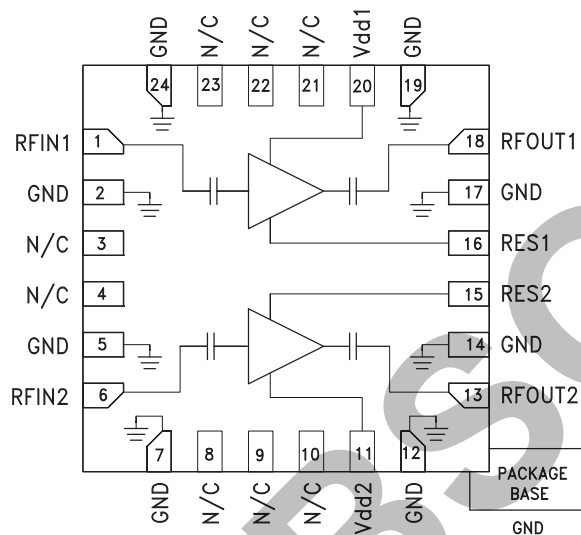 GND
N/C
N/C
N/C
Vdd1
GND
24
23
22
21
20
19
RFIN1
1
18
RFOUT1
GND
2
17
GND
N/C
3
16
RES1
N/C
4
15
RES2
GND
5
14
GND
RFIN2
6
13
RFOUT2
7
8
9
10
11
12
GND
N/C
N/C
N/C
Vdd2
GND
PACKAGE
BASE
GND
BSO